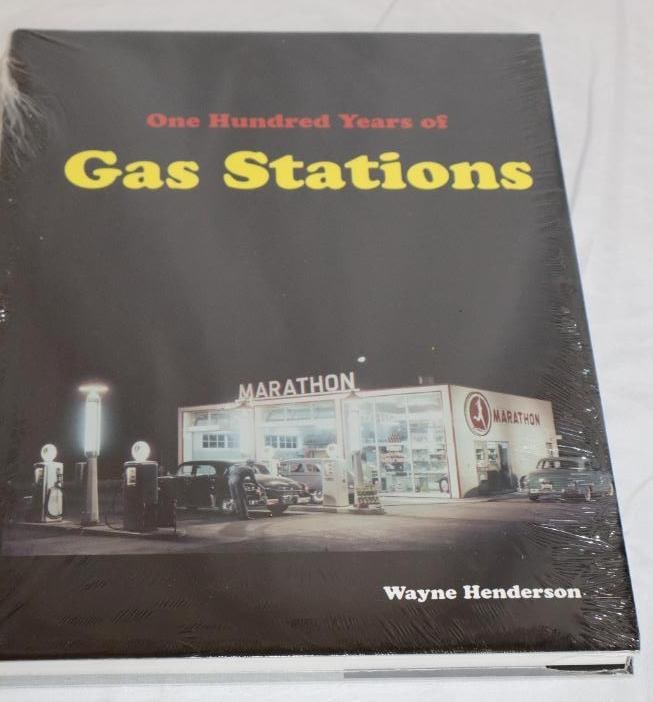 One Hundred Years of
Gas Stations
MARATHON
MARATHON
Wayne Henderson